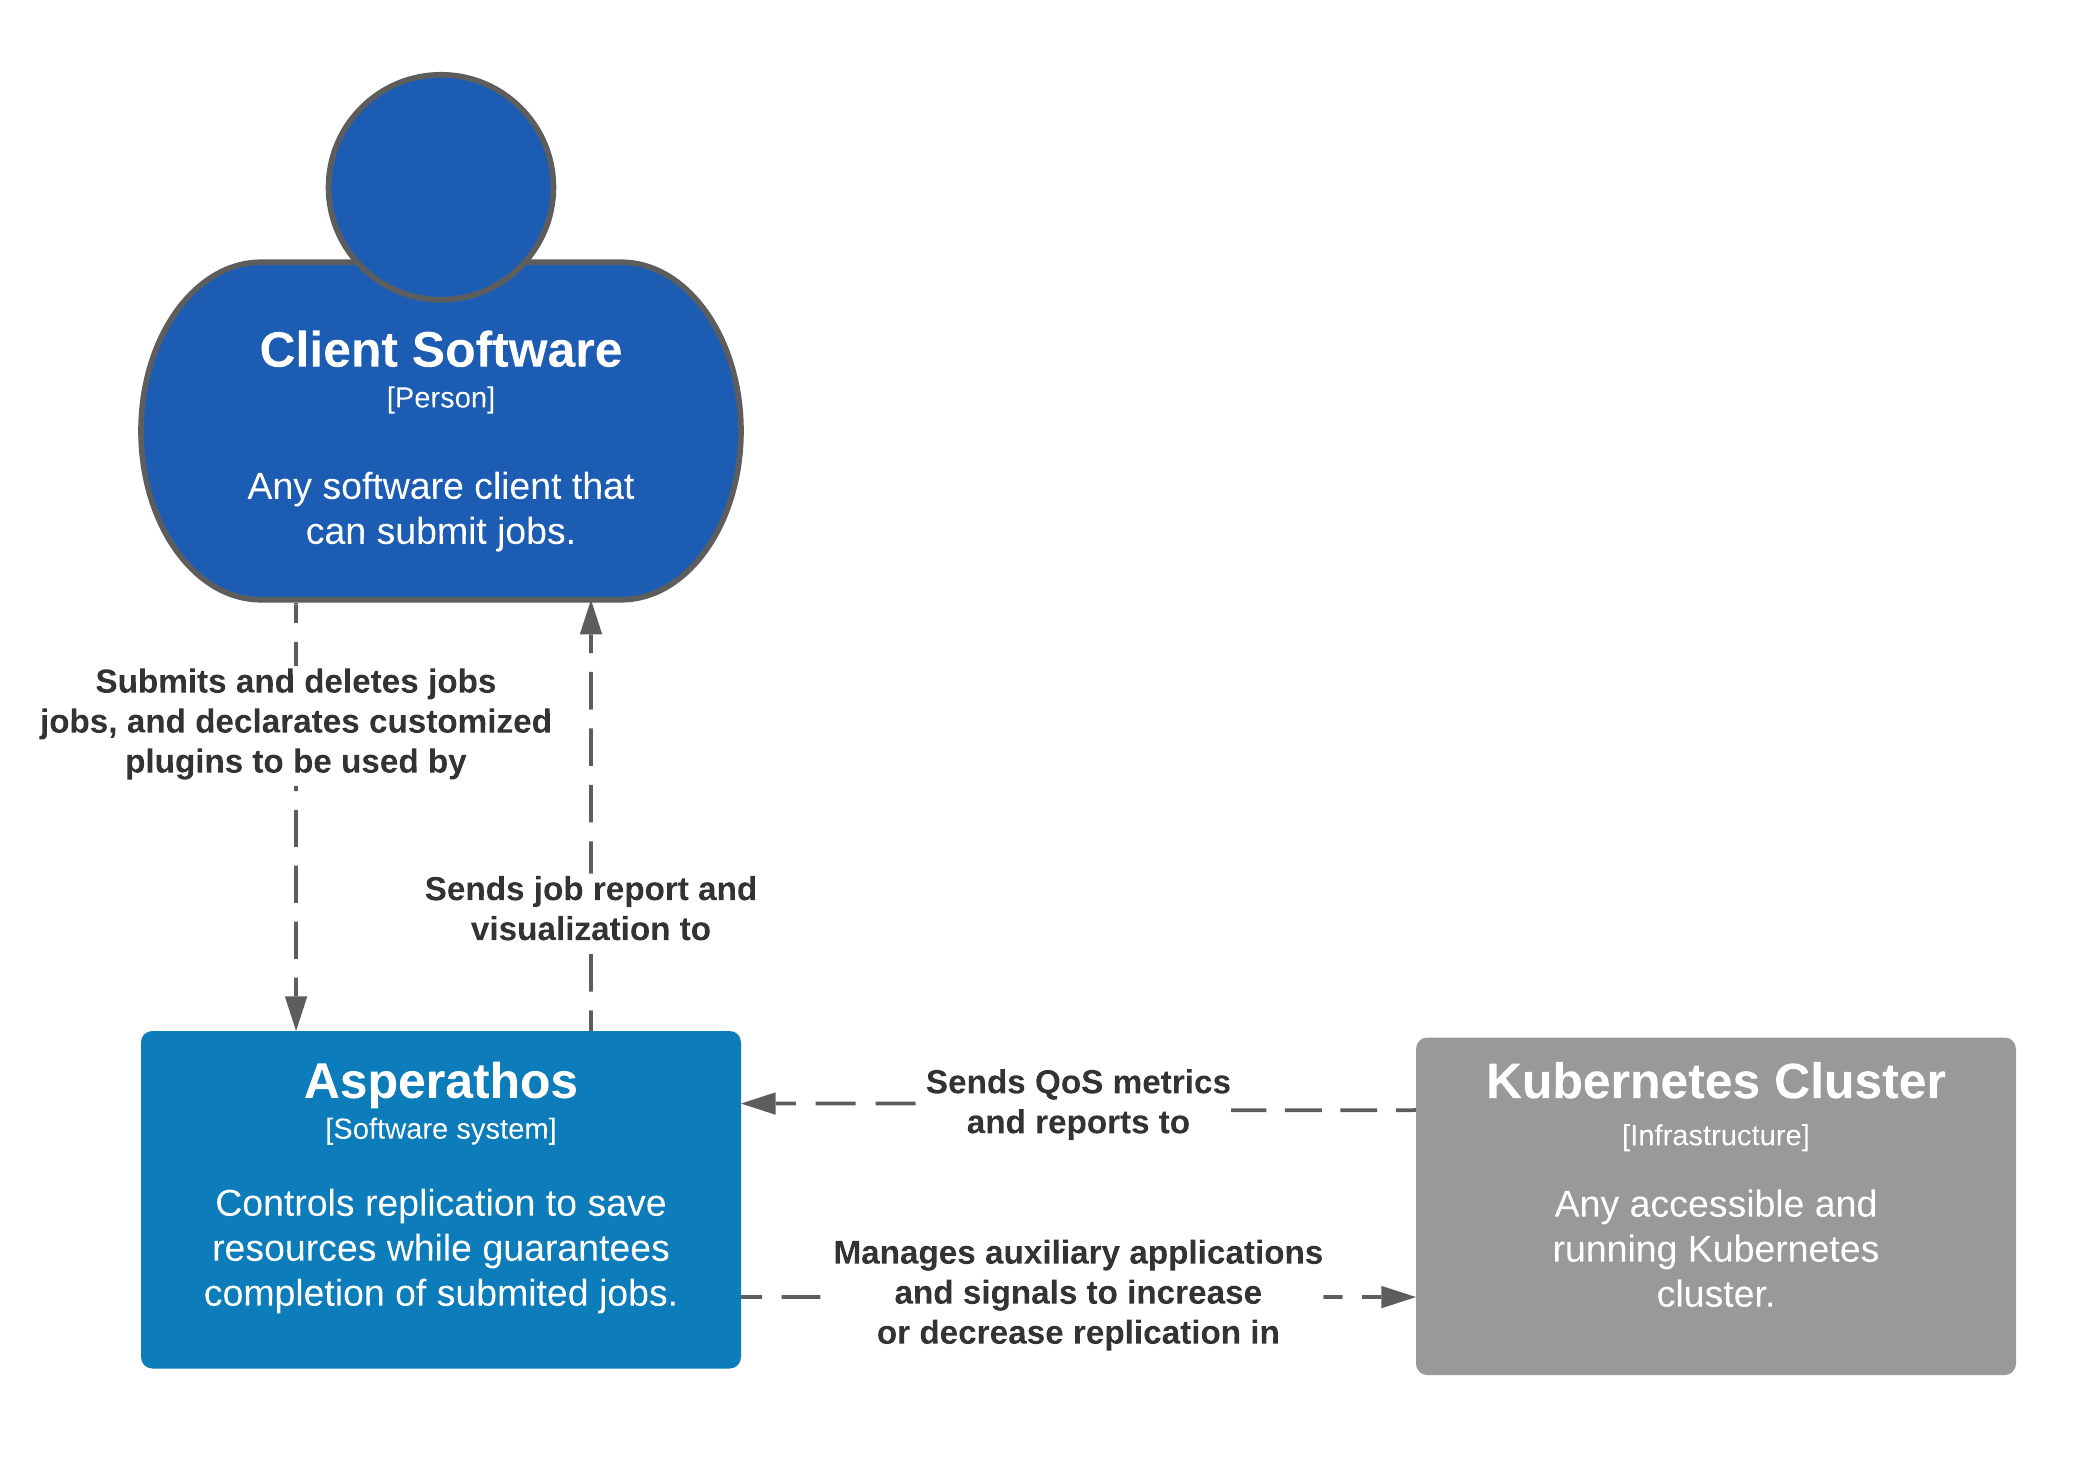 Client Software
[Person]
Any software client that
can submit jobs.
Submits and deletes jobs
jobs, and declarates customized
plugins to be used by
Sends job report and
visualization to
Asperathos
[Software system]
Controls replication to save
resources while guarantees
completion of submited jobs.
Sends QoS metrics
and reports to
Manages auxiliary applications
and signals to increase
or decrease replication in
Kubernetes Cluster
[Infrastructure]
Any accessible and
running Kubernetes
cluster.